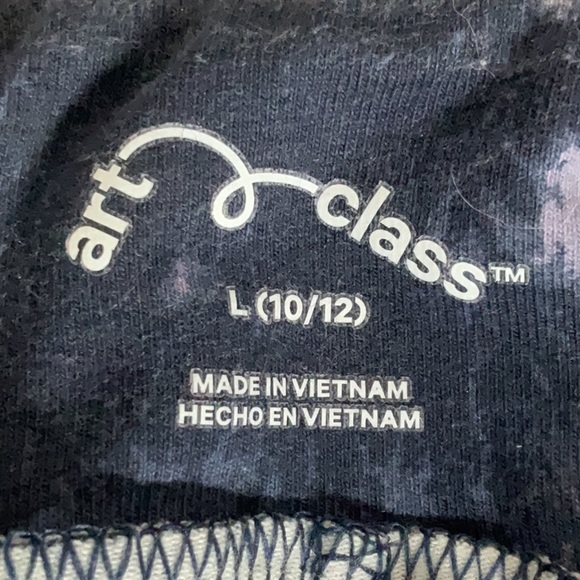 art class™
L (10/12)
MADE IN VIETNAM
HECHO EN VIETNAM